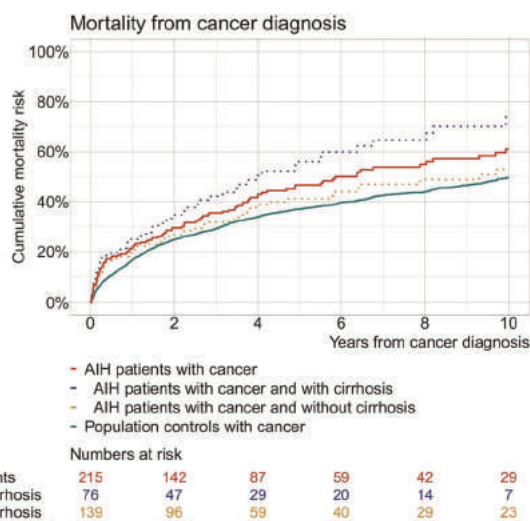 Mortality from cancer diagnosis
100%
80%
60%
40%
20%
0%
Cumulative mortality risk
0 2 4 6 8 10
Years from cancer diagnosis
- AIH patients with cancer
- AIH patients with cancer and with cirrhosis
- AIH patients with cancer and without cirrhosis
- Population controls with cancer
Numbers at risk
215 142 87 59 42 29
76 47 29 20 14 7
139 96 59 40 29 23